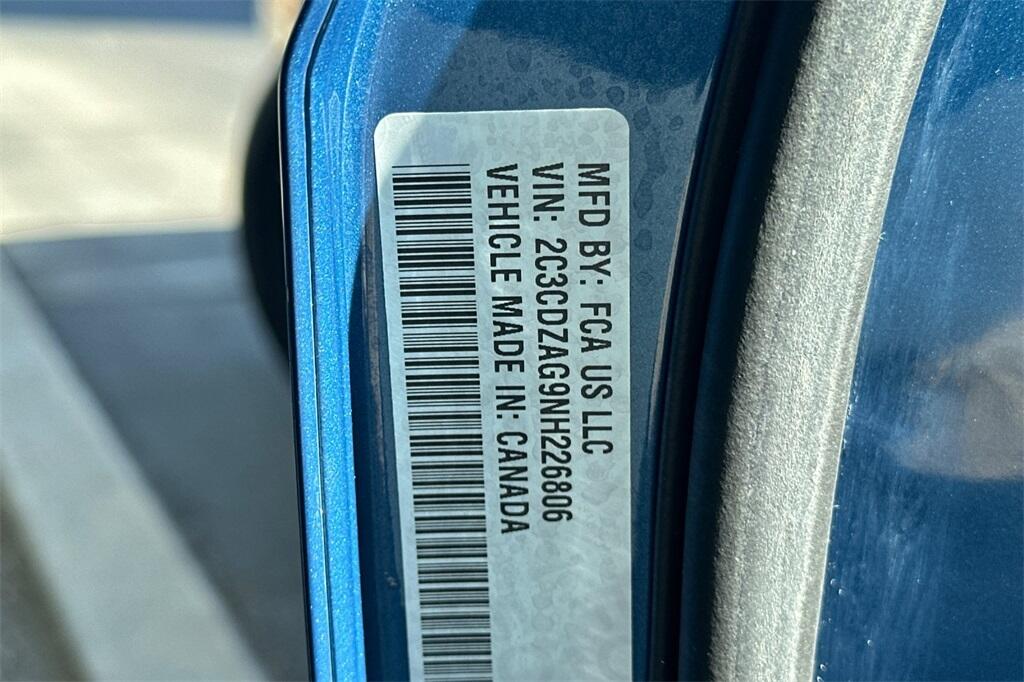 MFD BY: FCA US LLC
VIN: 2C3CDZAG9NH226806
VEHICLE MADE IN: CANADA